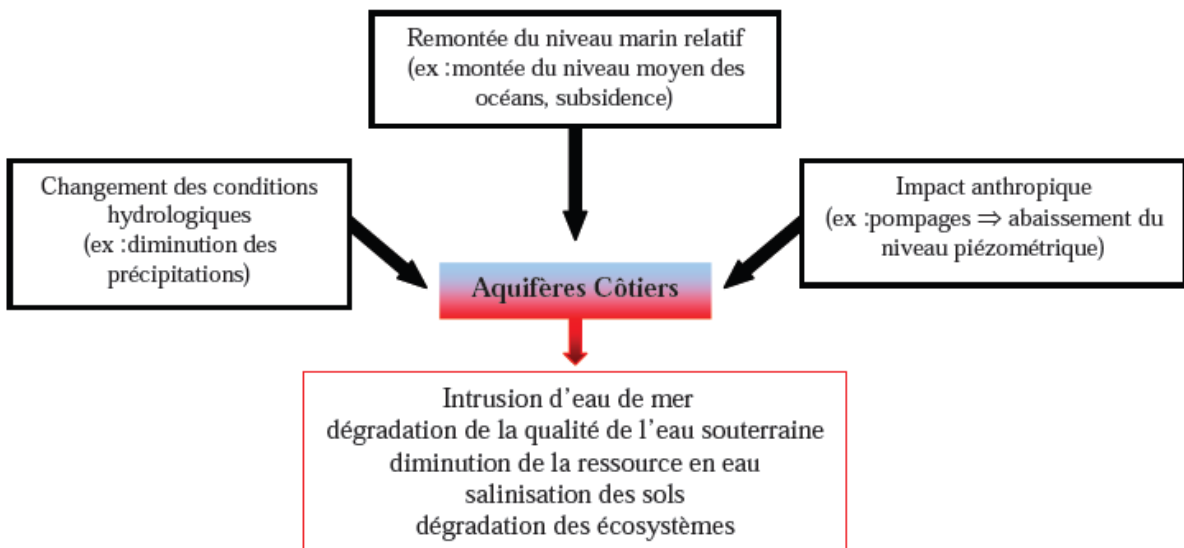 Remontée du niveau marin relatif
(ex :montée du niveau moyen des
océans, subsidence)
Changement des conditions
hydrologiques
(ex :diminution des
précipitations)
Impact anthropique
(ex :pompages ⇒ abaissement du
niveau piézométrique)
Aquifères Côtiers
Intrusion d’eau de mer
dégradation de la qualité de l’eau souterraine
diminution de la ressource en eau
salinisation des sols
dégradation des écosystèmes